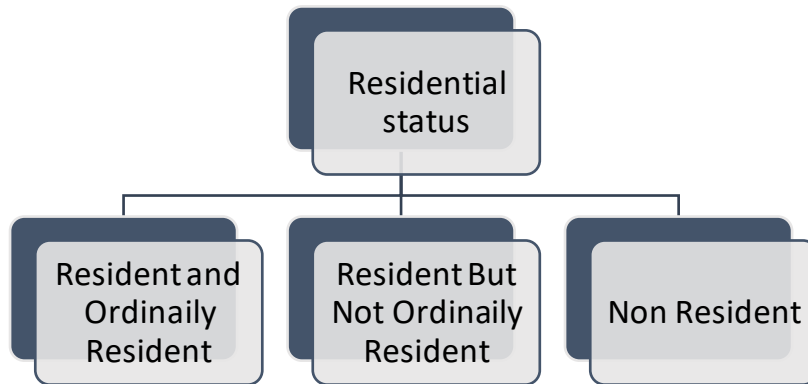 Residential
status
Resident and
Ordinaily
Resident
Resident But
Not Ordinaily
Resident
Non Resident